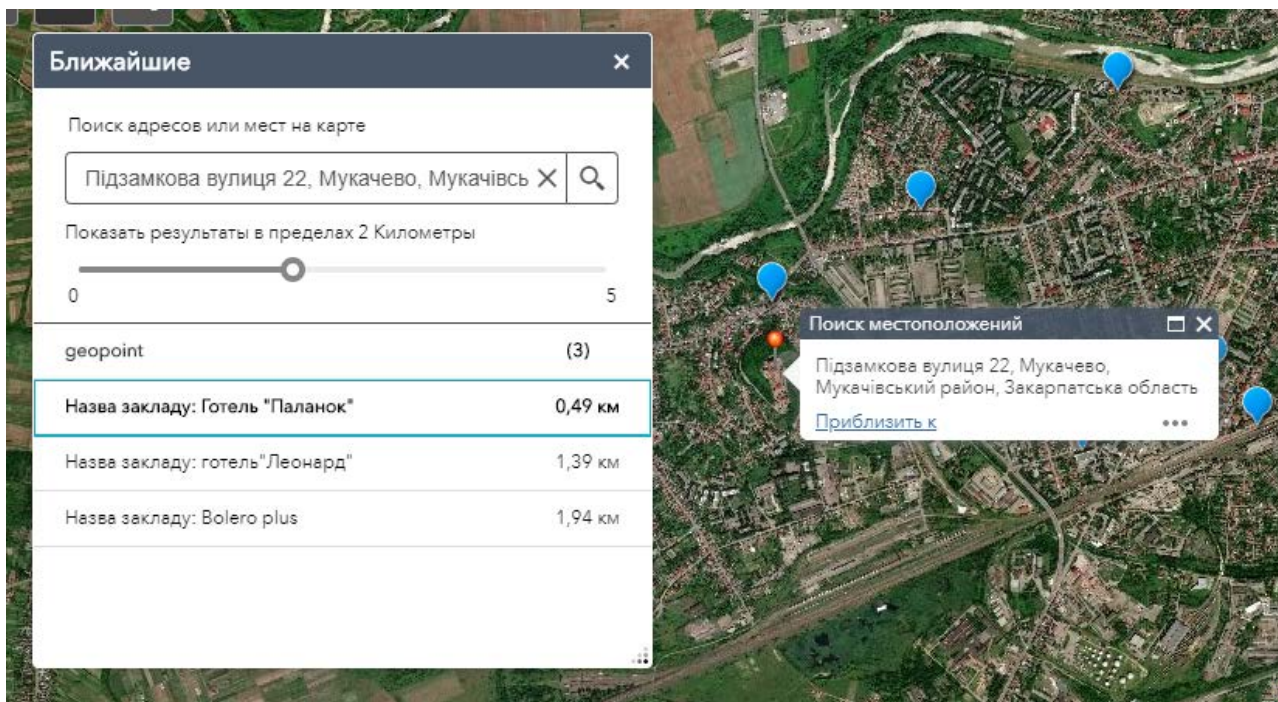 Ближайшие
Поиск адресов или мест на карте
Підзамкова вулиця 22, Мукачево, Мукачівсь
Показать результаты в пределах 2 Километры
0 5
geopoint (3)
Назва закладу: Готель "Паланок" 0,49 км
Назва закладу: готель"Леонард" 1,39 км
Назва закладу: Bolero plus 1,94 км
Поиск местоположений
Підзамкова вулиця 22, Мукачево,
Мукачівський район, Закарпатська область
Приблизить к